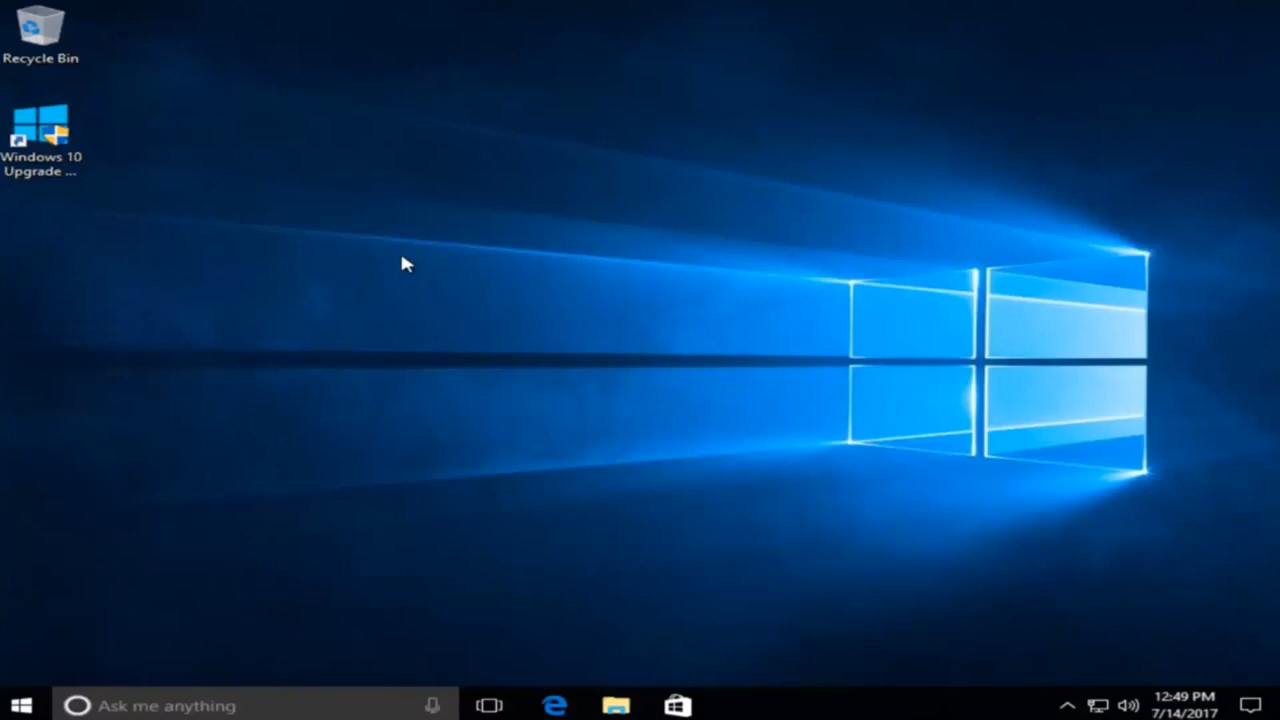 Recycle Bin
Windows 10
Upgrade ...
Ask me anything
12:49 PM
7/14/2017